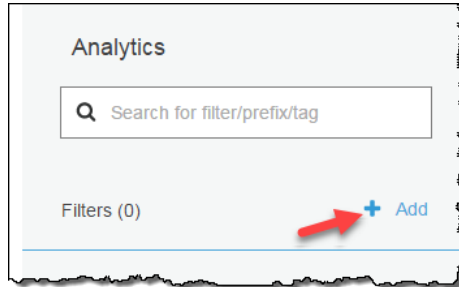 Analytics
Search for filter/prefix/tag
Filters (0) + Add